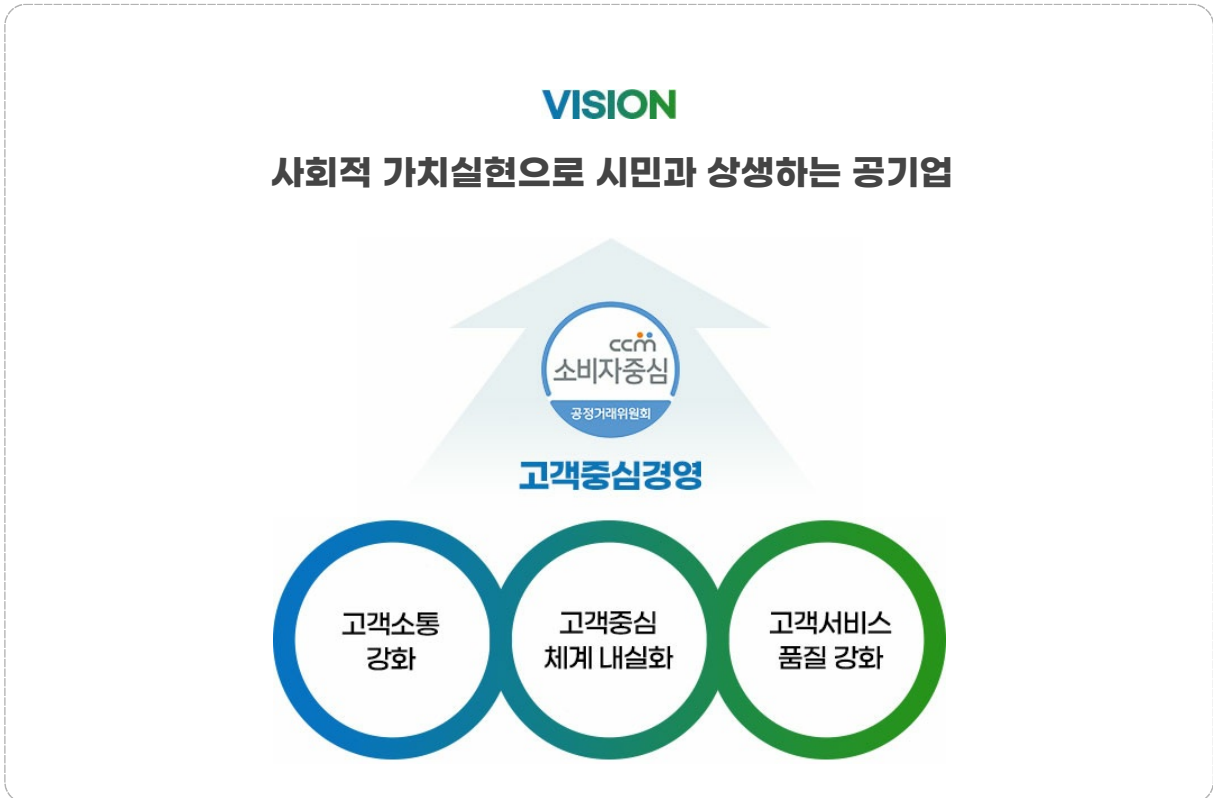 VISION
사회적 가치실현으로 시민과 상생하는 공기업
ccm
소비자중심
공정거래위원회
고객중심경영
고객소통
강화
고객중심
체계 내실화
고객서비스
품질 강화